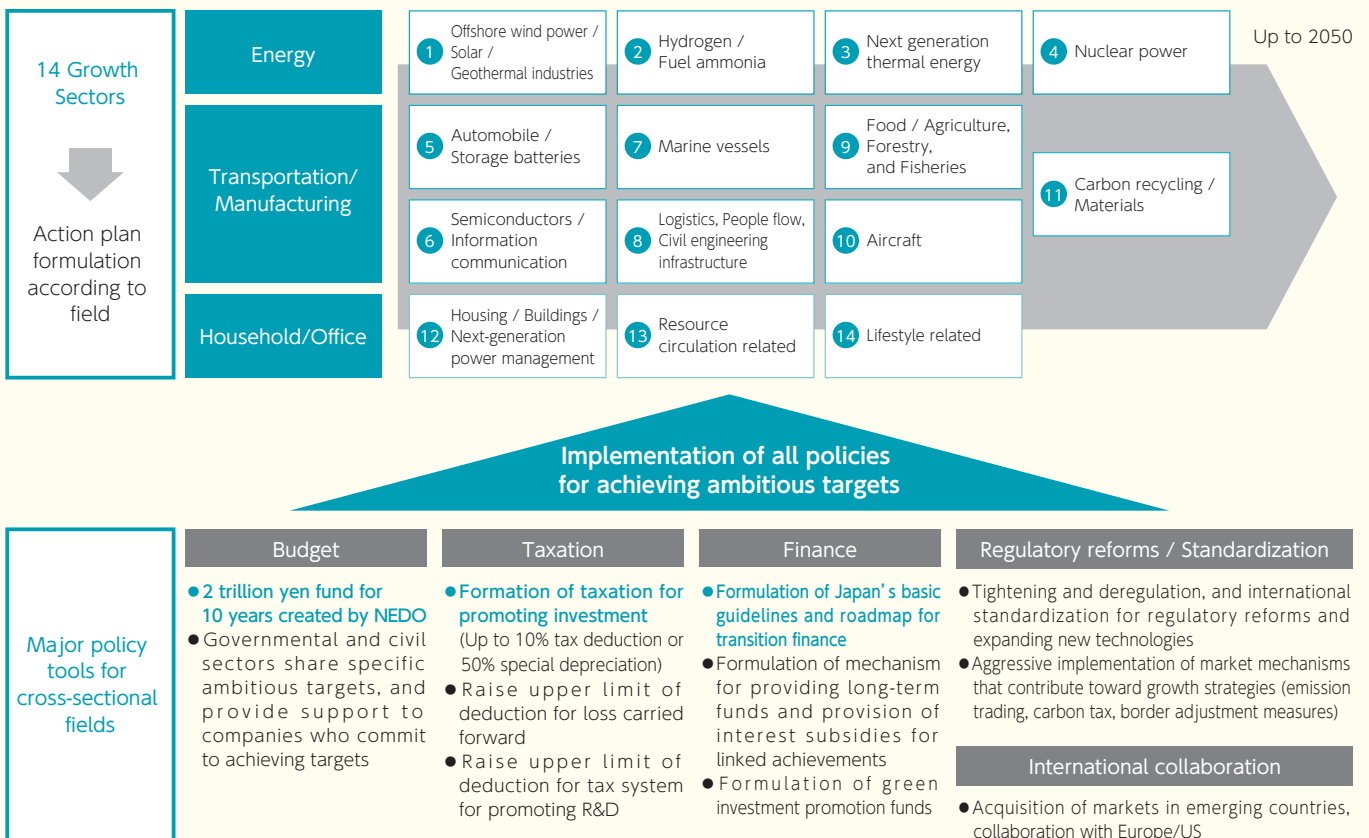 14 Growth
Sectors
Action plan
formulation
according to
field
Energy
1
Offshore wind power /
Solar /
Geothermal industries
2
Hydrogen /
Fuel ammonia
3
Next generation
thermal energy
4
Nuclear power
Up to 2050
Transportation/
Manufacturing
5
Automobile /
Storage batteries
7
Marine vessels
9
Food / Agriculture,
Forestry,
and Fisheries
11
Carbon recycling /
Materials
6
Semiconductors /
Information
communication
8
Logistics, People flow,
Civil engineering
infrastructure
10
Aircraft
Household/Office
12
Housing / Buildings /
Next-generation
power management
13
Resource
circulation related
14
Lifestyle related
Implementation of all policies
for achieving ambitious targets
Major policy
tools for
cross-sectional
fields
Budget
●2 trillion yen fund for
10 years created by NEDO
●Governmental and civil
sectors share specific
ambitious targets, and
provide support to
companies who commit
to achieving targets
Taxation
●Formation of taxation for
promoting investment
(Up to 10% tax deduction or
50% special depreciation)
●Raise upper limit of
deduction for loss carried
forward
●Raise upper limit of
deduction for tax system
for promoting R&D
Finance
●Formulation of Japan's basic
guidelines and roadmap for
transition finance
●Formulation of mechanism
for providing long-term
funds and provision of
interest subsidies for
linked achievements
●Formulation of green
investment promotion funds
Regulatory reforms / Standardization
●Tightening and deregulation, and international
standardization for regulatory reforms and
expanding new technologies
●Aggressive implementation of market mechanisms
that contribute toward growth strategies (emission
trading, carbon tax, border adjustment measures)
International collaboration
●Acquisition of markets in emerging countries,
collaboration with Europe/US